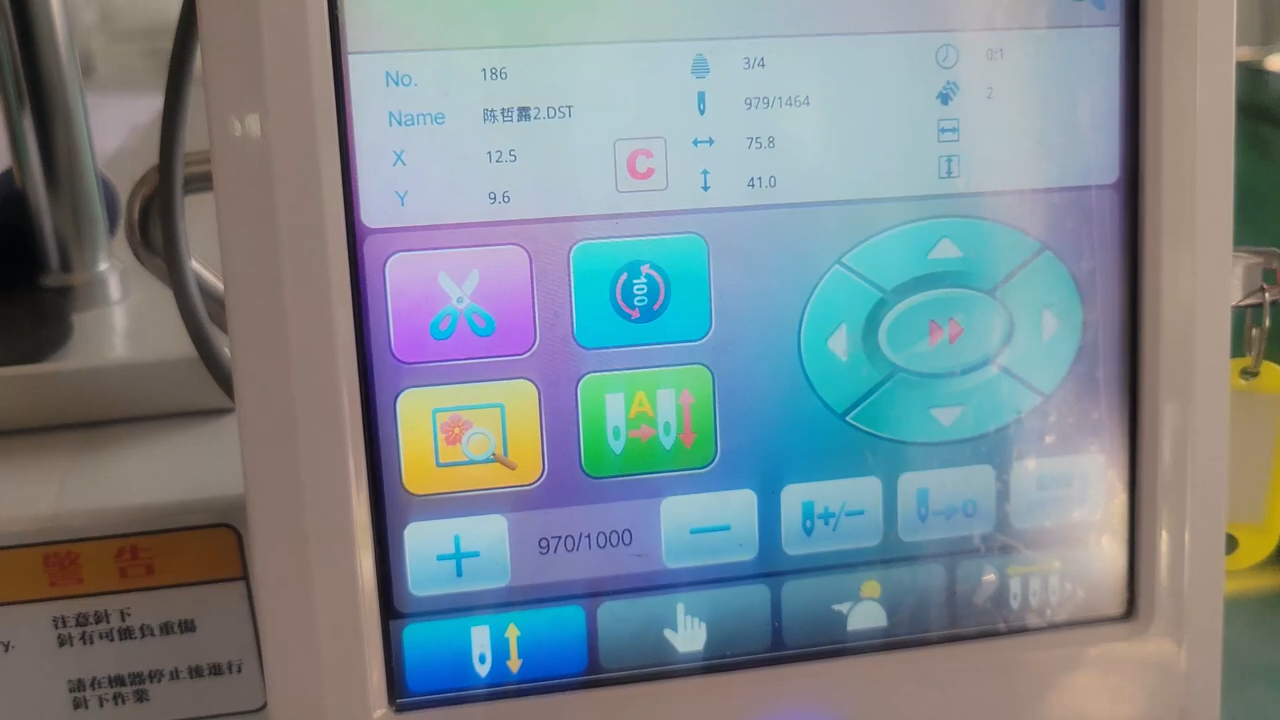 No. 186 3/4 0:1
Name 陈哲露2.DST 979/1464 2
X 12.5 C 75.8
Y 9.6 41.0
100
A
+ 970/1000 − +/−
警告
注意針下
針有可能負重傷
y.
請在機器停止後進行
針下作業